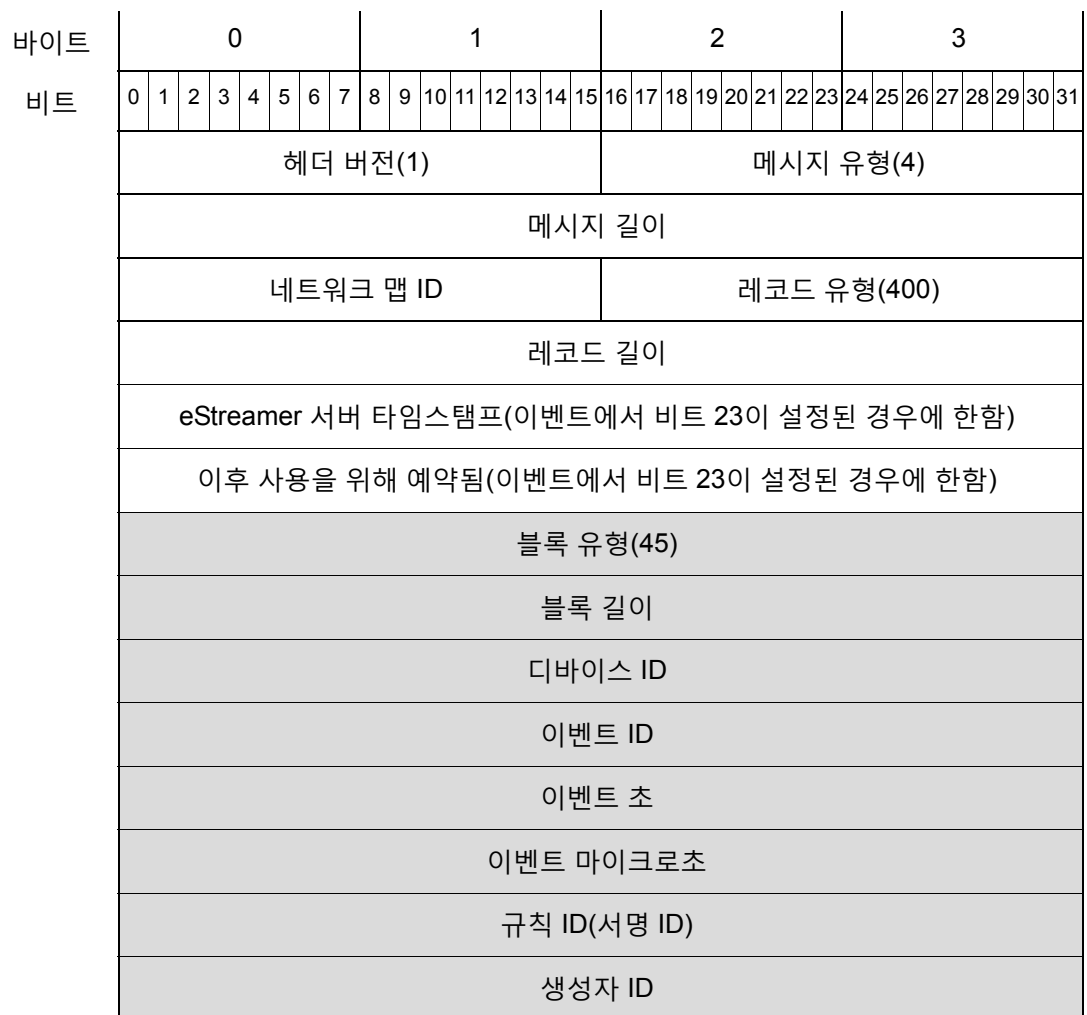 바이트 0 1 2 3
비트 0 1 2 3 4 5 6 7 8 9 10 11 12 13 14 15 16 17 18 19 20 21 22 23 24 25 26 27 28 29 30 31
헤더 버전(1) 메시지 유형(4)
메시지 길이
네트워크 맵 ID 레코드 유형(400)
레코드 길이
eStreamer 서버 타임스탬프(이벤트에서 비트 23이 설정된 경우에 한함)
이후 사용을 위해 예약됨(이벤트에서 비트 23이 설정된 경우에 한함)
블록 유형(45)
블록 길이
디바이스 ID
이벤트 ID
이벤트 초
이벤트 마이크로초
규칙 ID(서명 ID)
생성자 ID